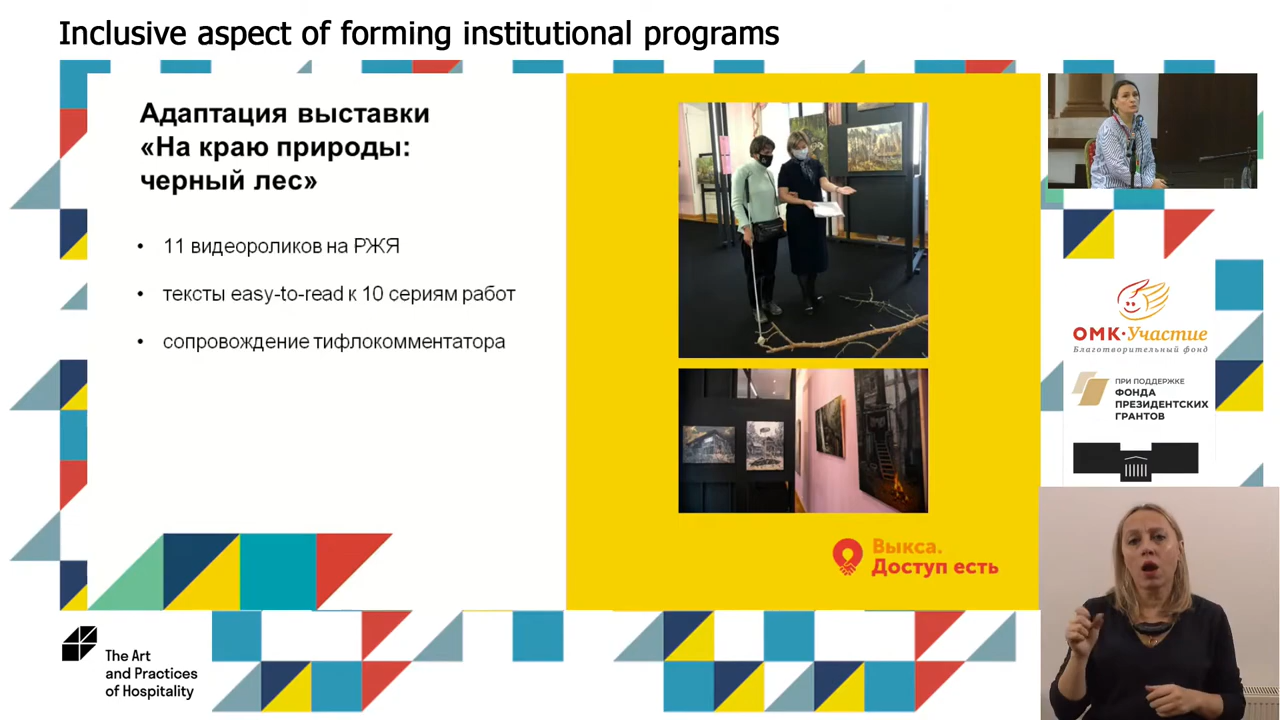 Inclusive aspect of forming institutional programs
Адаптация выставки
«На краю природы:
черный лес»
• 11 видеороликов на РЖЯ
• тексты easy-to-read к 10 сериям работ
• сопровождение тифлокомментатора
Выкса.
Доступ есть
ОМК·Участие
Благотворительный фонд
ПРИ ПОДДЕРЖКЕ
ФОНДА
ПРЕЗИДЕНТСКИХ
ГРАНТОВ
The Art
and Practices
of Hospitality